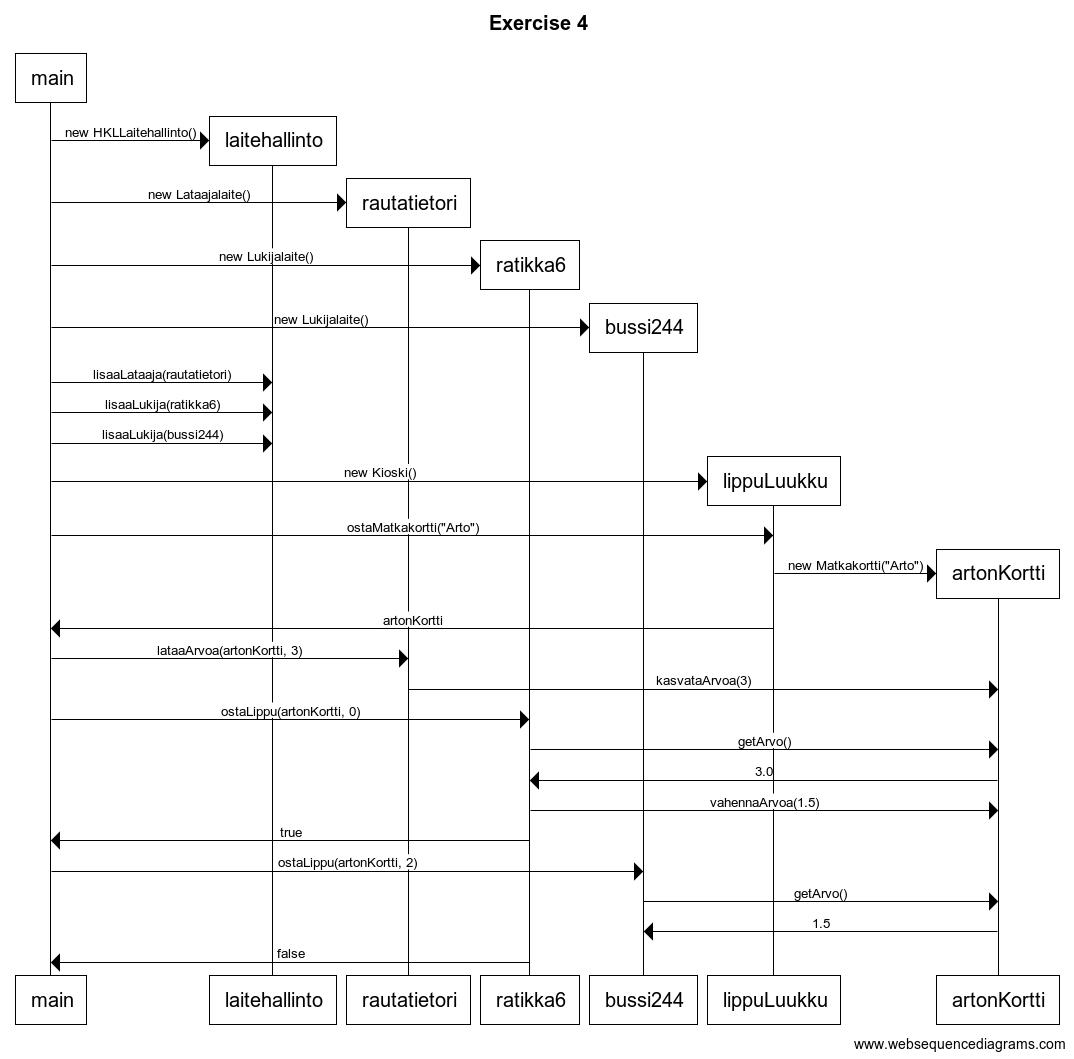 Exercise 4
main
new HKLLaitehallinto()
laitehallinto
new Lataajalaite()
rautatietori
new Lukijalaite()
ratikka6
new Lukijalaite()
bussi244
lisaaLataaja(rautatietori)
lisaaLukija(ratikka6)
lisaaLukija(bussi244)
new Kioski()
lippuLuukku
ostaMatkakortti("Arto")
new Matkakortti("Arto")
artonKortti
artonKortti
lataaArvoa(artonKortti, 3)
kasvataArvoa(3)
ostaLippu(artonKortti, 0)
getArvo()
3.0
vahennaArvoa(1.5)
true
ostaLippu(artonKortti, 2)
getArvo()
1.5
false
main laitehallinto rautatietori ratikka6 bussi244 lippuLuukku artonKortti
www.websequencediagrams.com